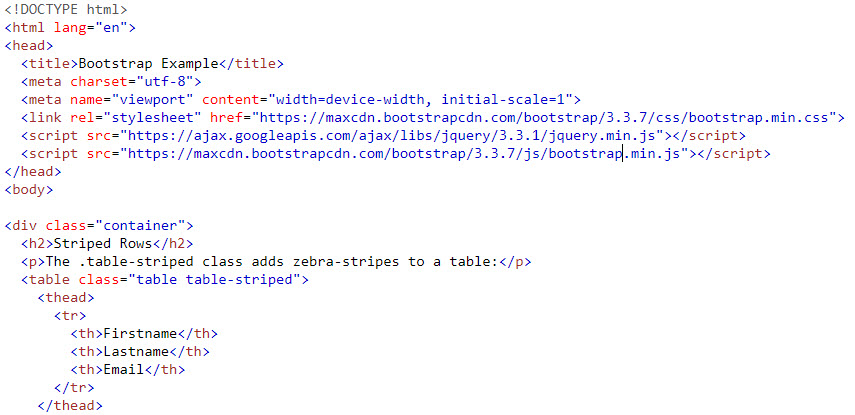 <!DOCTYPE html>
<html lang="en">
<head>
  <title>Bootstrap Example</title>
  <meta charset="utf-8">
  <meta name="viewport" content="width=device-width, initial-scale=1">
  <link rel="stylesheet" href="https://maxcdn.bootstrapcdn.com/bootstrap/3.3.7/css/bootstrap.min.css">
  <script src="https://ajax.googleapis.com/ajax/libs/jquery/3.3.1/jquery.min.js"></script>
  <script src="https://maxcdn.bootstrapcdn.com/bootstrap/3.3.7/js/bootstrap.min.js"></script>
</head>
<body>

<div class="container">
  <h2>Striped Rows</h2>
  <p>The .table-striped class adds zebra-stripes to a table:</p>
  <table class="table table-striped">
    <thead>
      <tr>
        <th>Firstname</th>
        <th>Lastname</th>
        <th>Email</th>
      </tr>
    </thead>